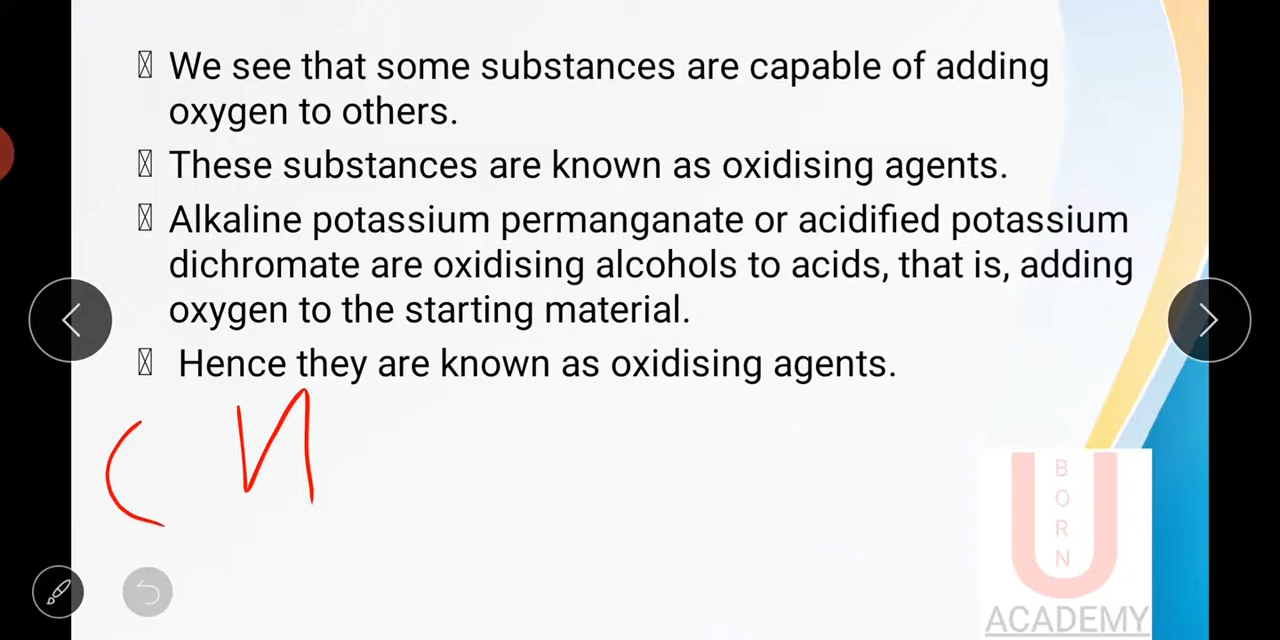 We see that some substances are capable of adding
oxygen to others.
These substances are known as oxidising agents.
Alkaline potassium permanganate or acidified potassium
dichromate are oxidising alcohols to acids, that is, adding
oxygen to the starting material.
Hence they are known as oxidising agents.
C H
U
BORN
ACADEMY